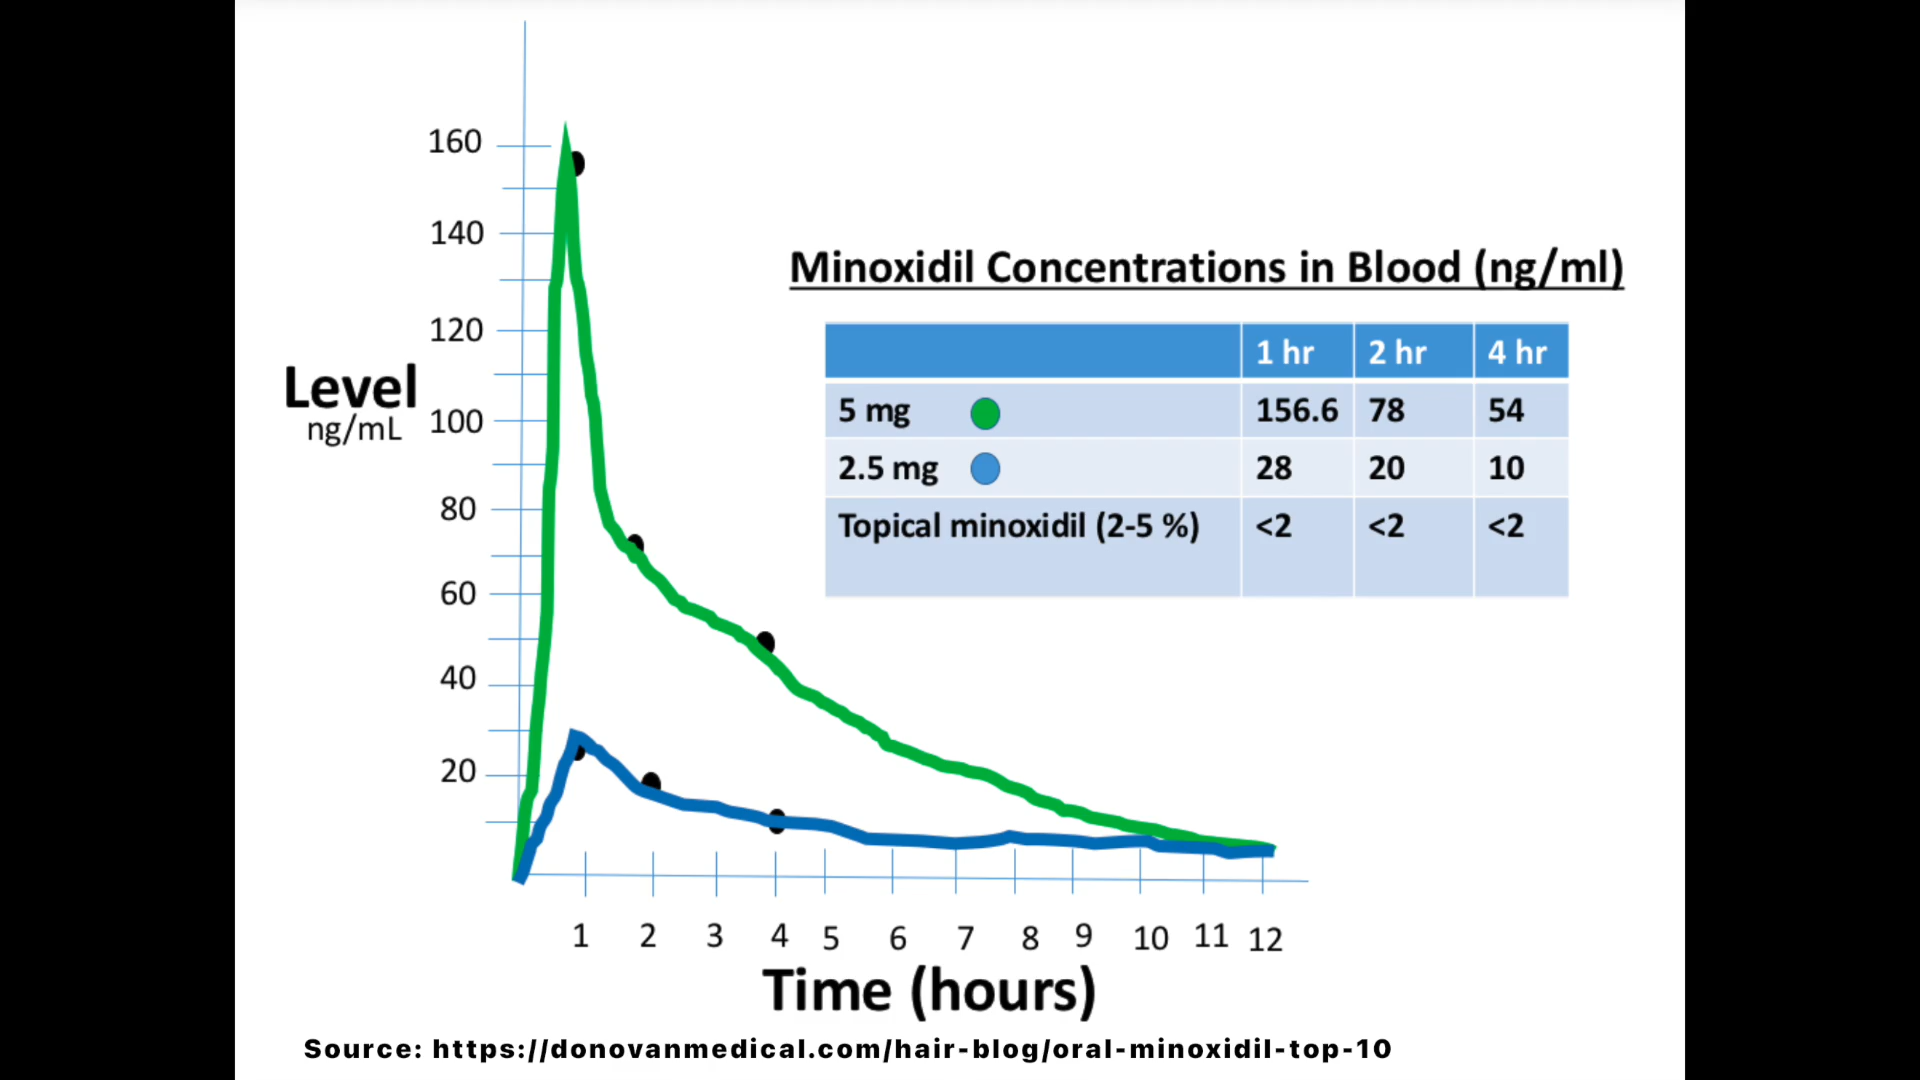 160
140
120
Level
ng/mL
100
80
60
40
20
Minoxidil Concentrations in Blood (ng/ml)
1 hr 2 hr 4 hr
5 mg 156.6 78 54
2.5 mg 28 20 10
Topical minoxidil (2-5 %) <2 <2 <2
1 2 3 4 5 6 7 8 9 10 11 12
Time (hours)
Source: https://donovanmedical.com/hair-blog/oral-minoxidil-top-10